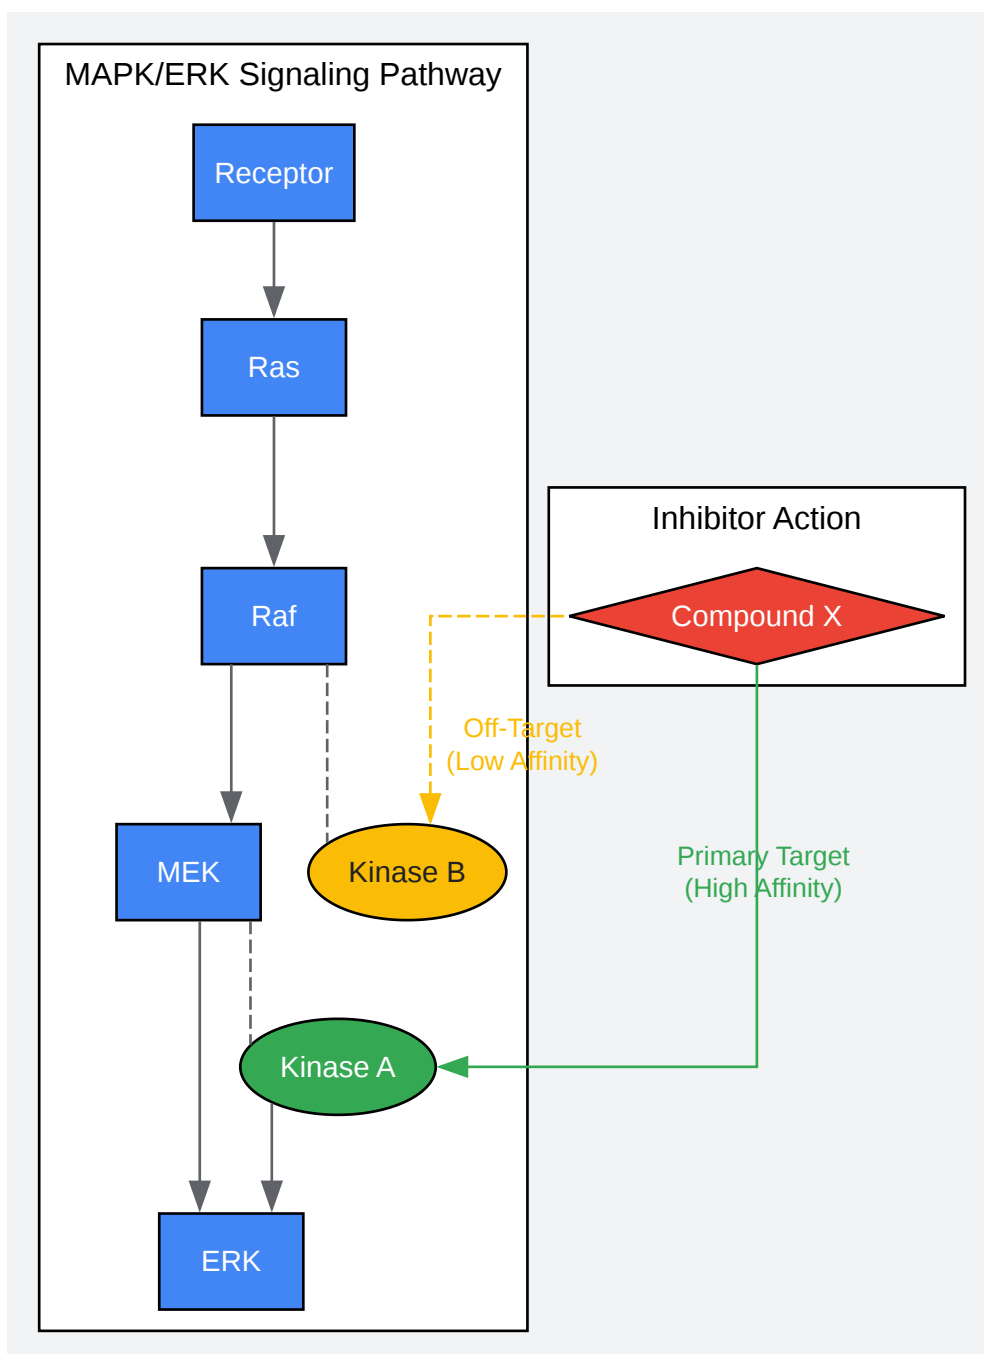 MAPK/ERK Signaling Pathway
Receptor
Ras
Inhibitor Action
Raf
Compound X
Off-Target
(Low Affinity)
MEK
Kinase B
Primary Target
(High Affinity)
Kinase A
ERK